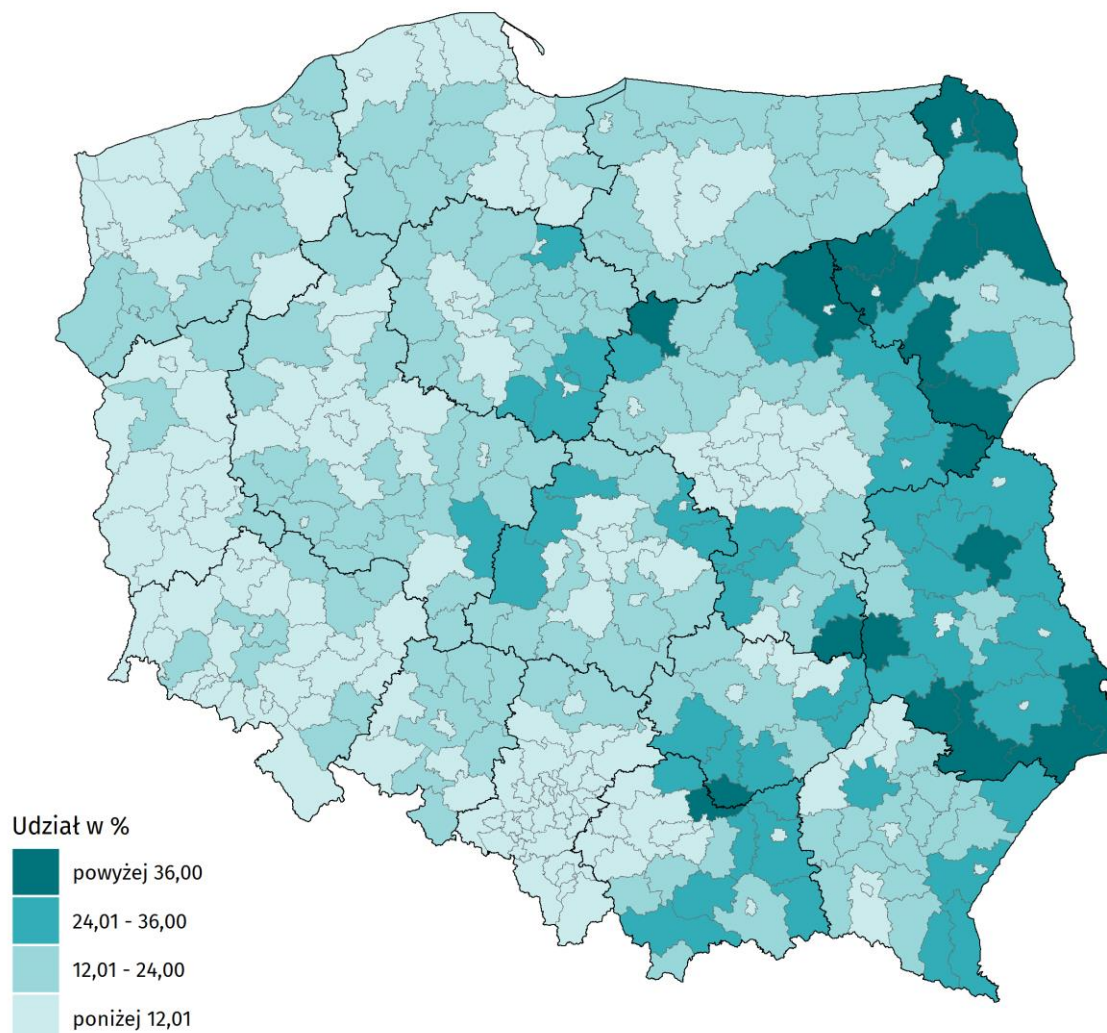 Udział w %
powyżej 36,00
24,01 - 36,00
12,01 - 24,00
poniżej 12,01